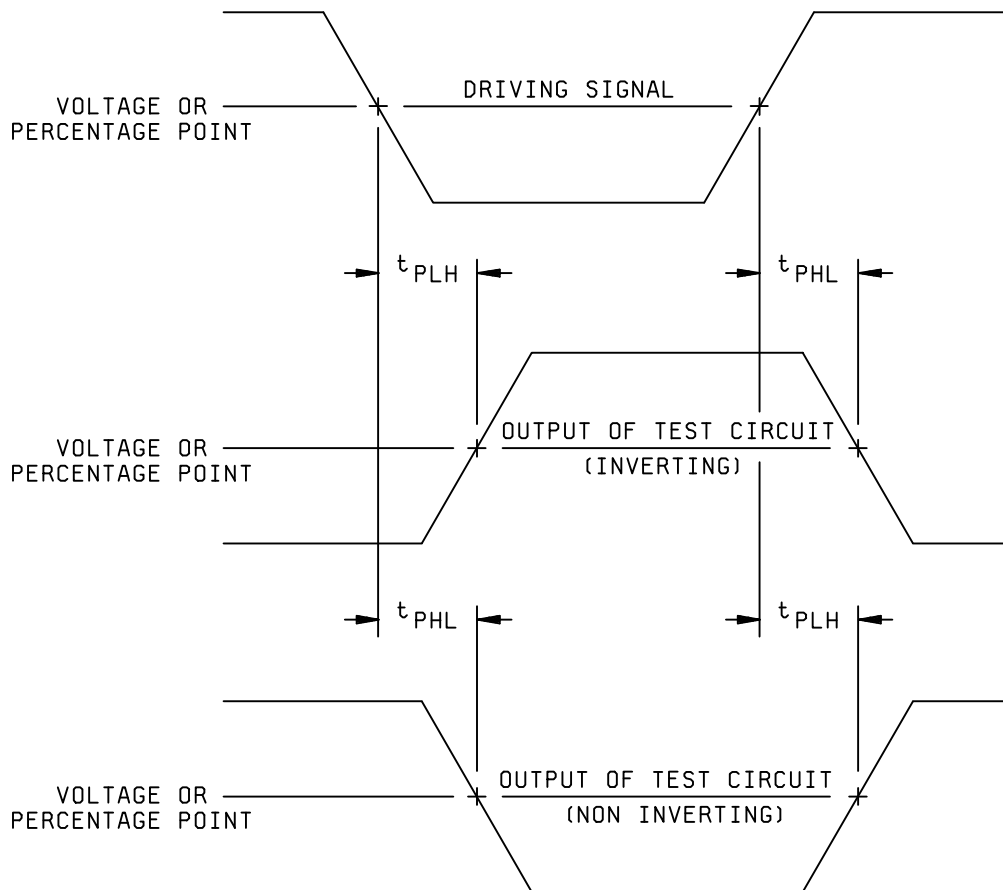 DRIVING SIGNAL
VOLTAGE OR
PERCENTAGE POINT
tPLH
tPHL
OUTPUT OF TEST CIRCUIT
(INVERTING)
VOLTAGE OR
PERCENTAGE POINT
tPHL
tPLH
OUTPUT OF TEST CIRCUIT
(NON INVERTING)
VOLTAGE OR
PERCENTAGE POINT